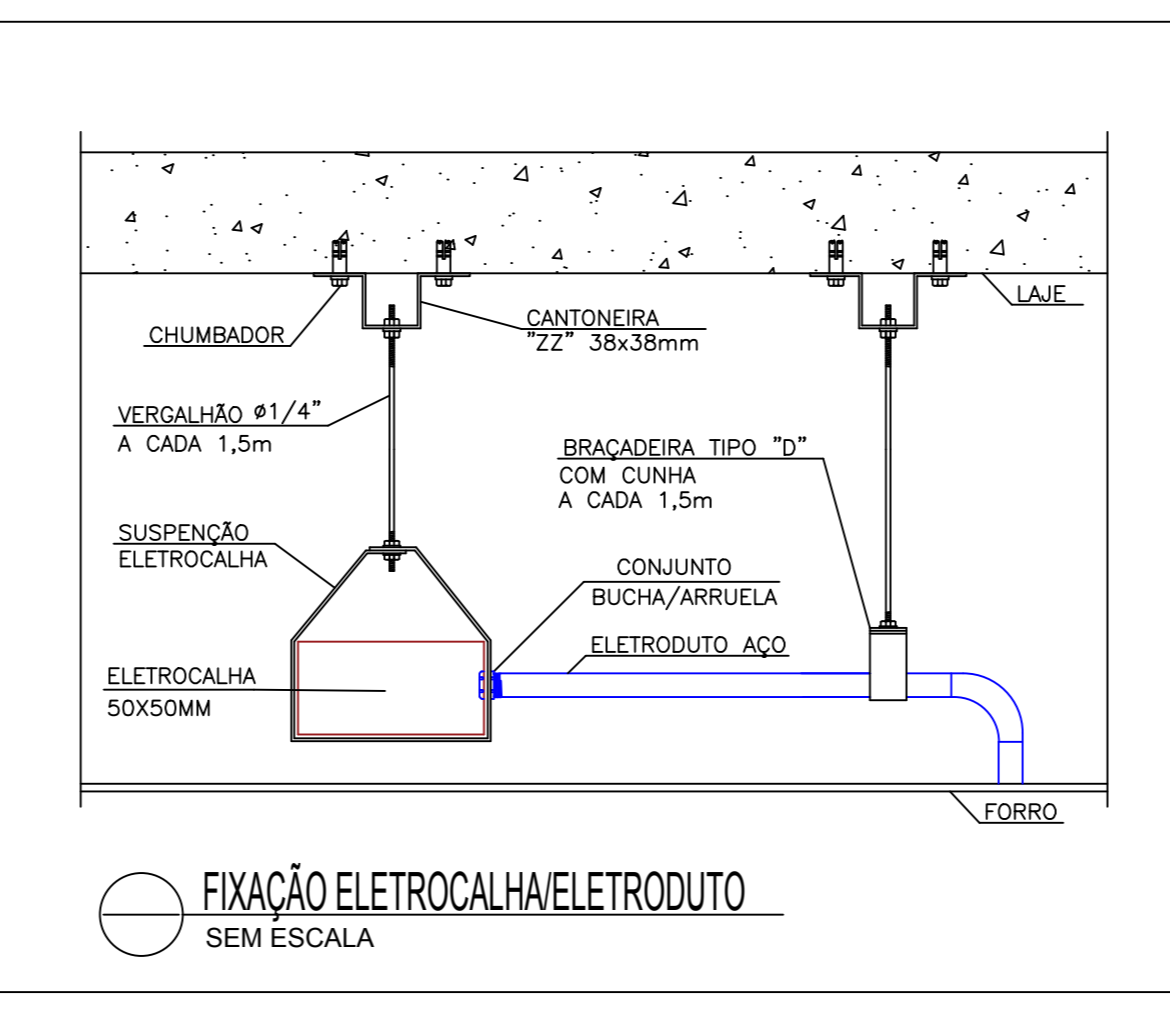 LAJE
CHUMBADOR
CANTONEIRA
"ZZ" 38x38mm
VERGALHÃO ø1/4"
A CADA 1,5m
BRAÇADEIRA TIPO "D"
COM CUNHA
A CADA 1,5m
SUSPENÇÃO
ELETROCALHA
CONJUNTO
BUCHA/ARRUELA
ELETRODUTO AÇO
ELETROCALHA
50X50MM
FORRO
FIXAÇÃO ELETROCALHA/ELETRODUTO
SEM ESCALA